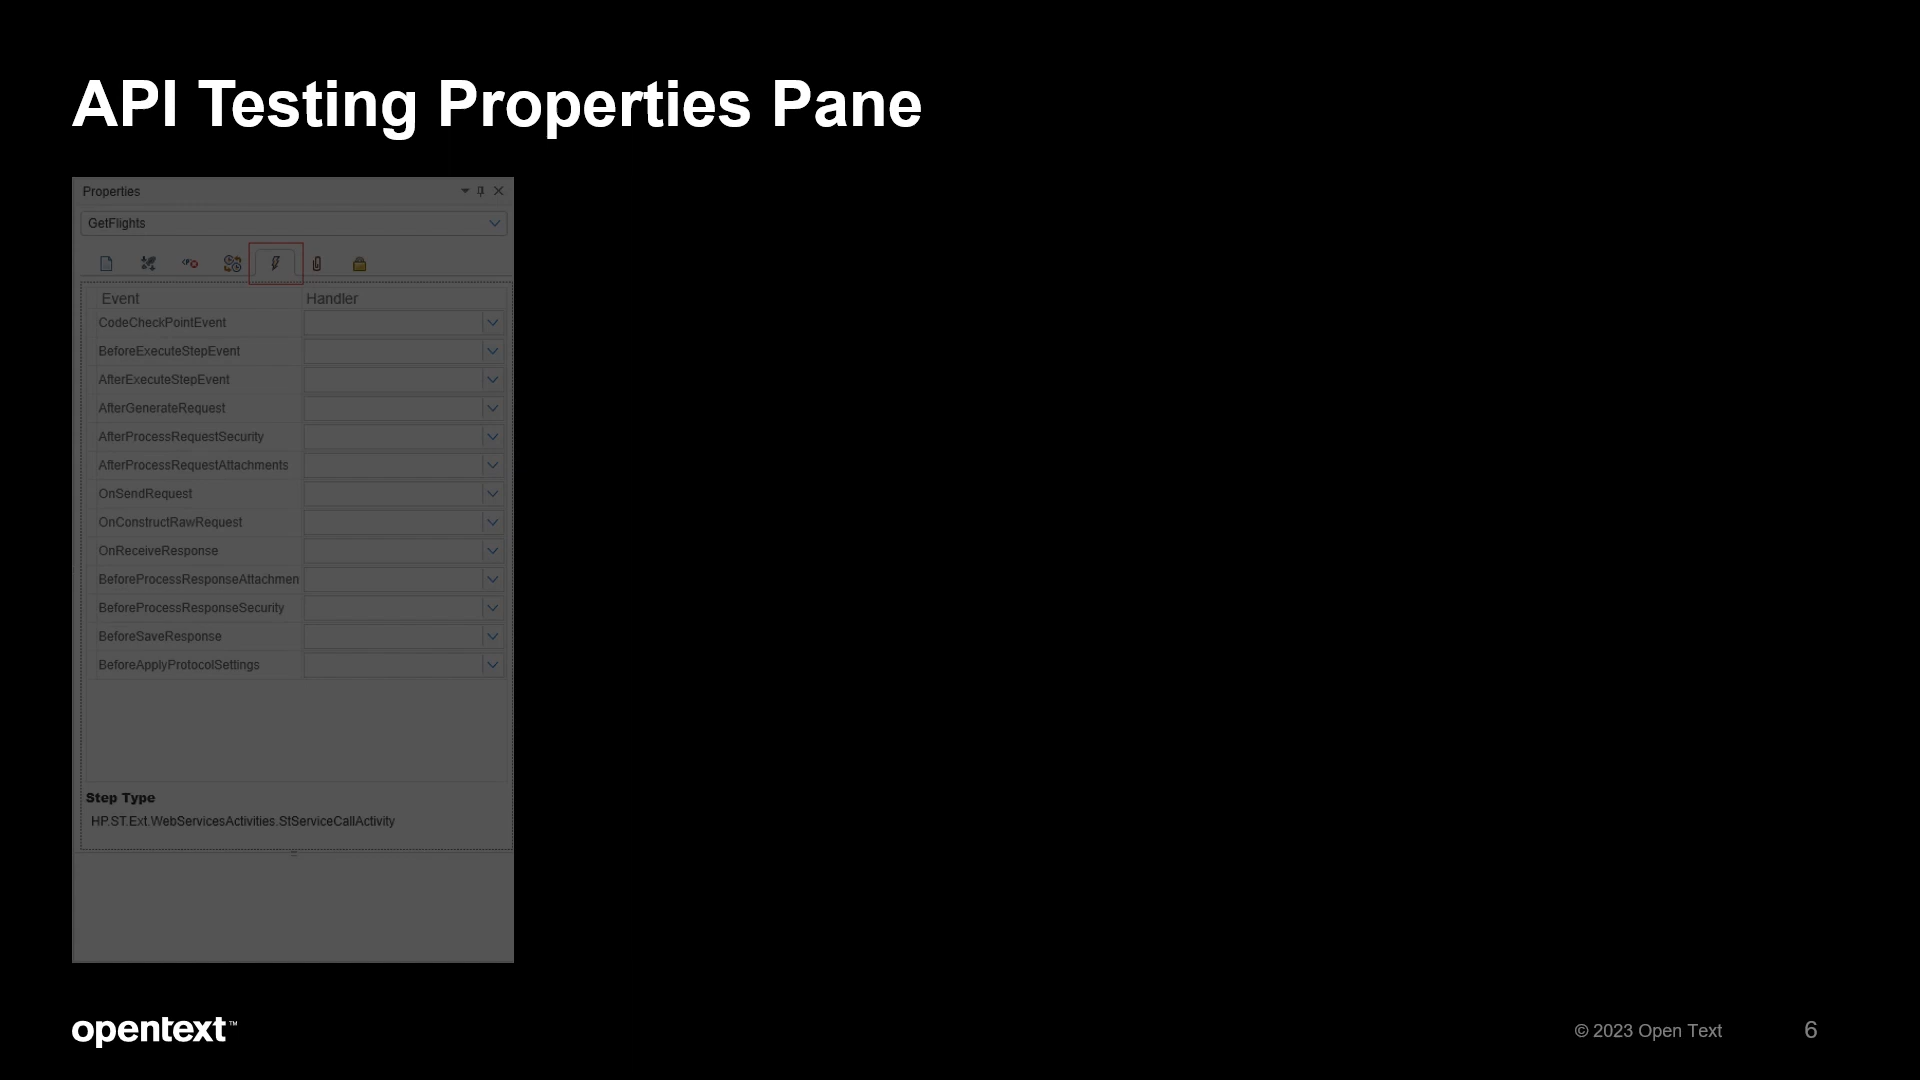 API Testing Properties Pane
Properties
GetFlights
Event Handler
CodeCheckPointEvent
BeforeExecuteStepEvent
AfterExecuteStepEvent
AfterGenerateRequest
AfterProcessRequestSecurity
AfterProcessRequestAttachments
OnSendRequest
OnConstructRawRequest
OnReceiveResponse
BeforeProcessResponseAttachmen
BeforeProcessResponseSecurity
BeforeSaveResponse
BeforeApplyProtocolSettings
Step Type
HP.ST.Ext.WebServicesActivities.StServiceCallActivity
opentext™
© 2023 Open Text
6